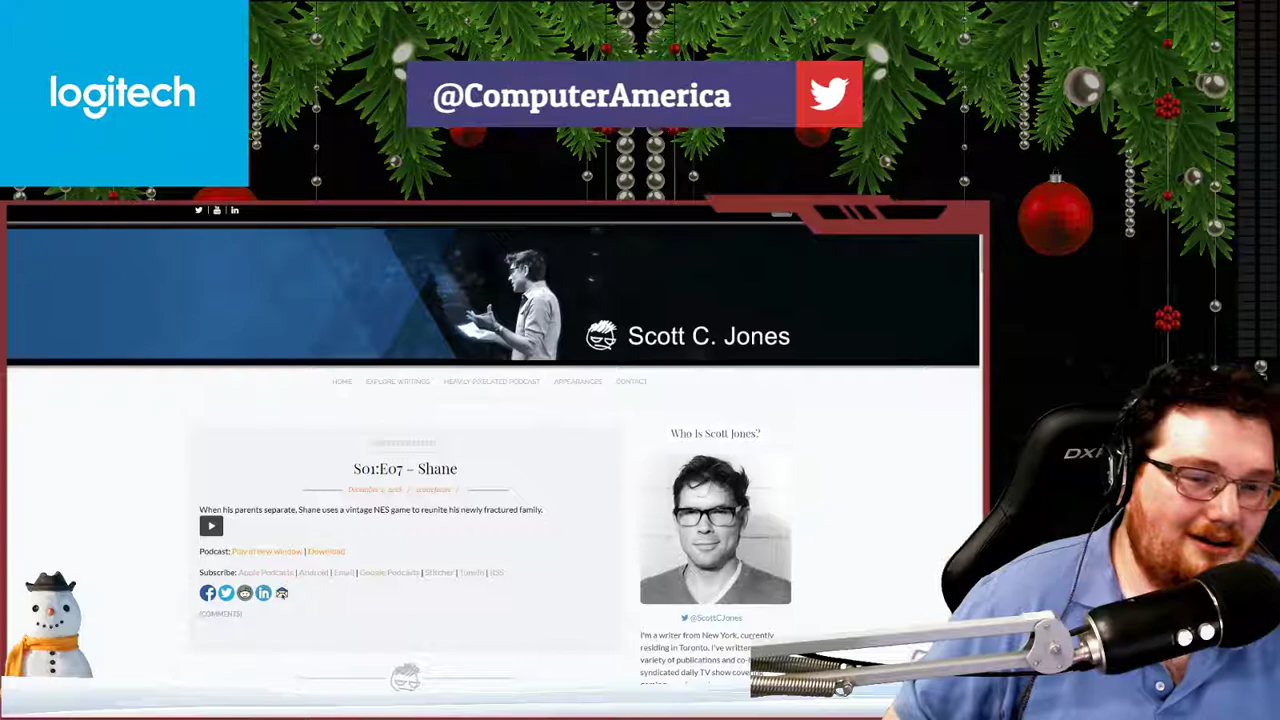 logitech
@ComputerAmerica
Scott C. Jones
HOME EXPLORE WRITINGS HEAVILY PIXELATED PODCAST APPEARANCES CONTACT
S01:E07 – Shane
When his parents separate, Shane uses a vintage NES game to reunite his newly fractured family.
Podcast: Play in new window | Download
Subscribe: Apple Podcasts | Android | Email | Google Podcasts | Stitcher | TuneIn | RSS
(COMMENTS)
Who Is Scott Jones?
@ScottCJones
I'm a writer from New York, currently
residing in Toronto. I've written
variety of publications and co-
syndicated daily TV show
DX